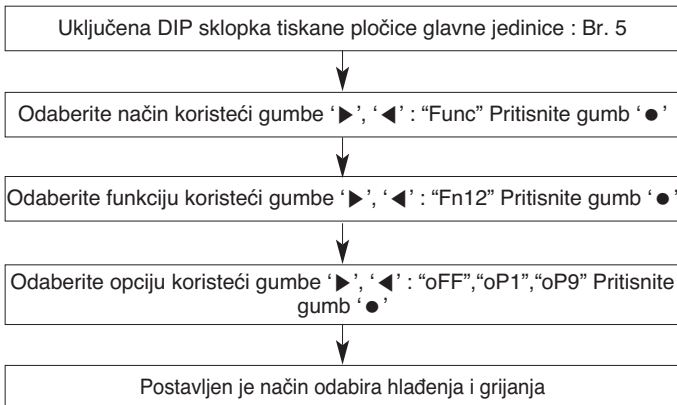 Uključena DIP sklopka tiskane pločice glavne jedinice : Br. 5
Odaberite način koristeći gumbe ‘▶’, ‘◀’ : “Func” Pritisnite gumb ‘●’
Odaberite funkciju koristeći gumbe ‘▶’, ‘◀’ : “Fn12” Pritisnite gumb ‘●’
Odaberite opciju koristeći gumbe ‘▶’, ‘◀’ : “oFF”,“oP1”,“oP9” Pritisnite
gumb ‘●’
Postavljen je način odabira hlađenja i grijanja